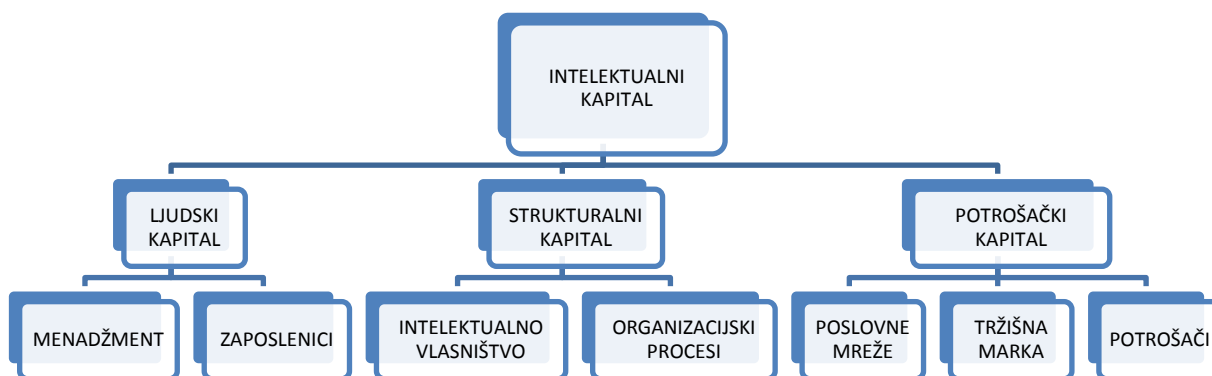 INTELEKTUALNI
KAPITAL
LJUDSKI
KAPITAL
STRUKTURALNI
KAPITAL
POTROŠAČKI
KAPITAL
MENADŽMENT
ZAPOSLENICI
INTELEKTUALNO
VLASNIŠTVO
ORGANIZACIJSKI
PROCESI
POSLOVNE
MREŽE
TRŽIŠNA
MARKA
POTROŠAČI